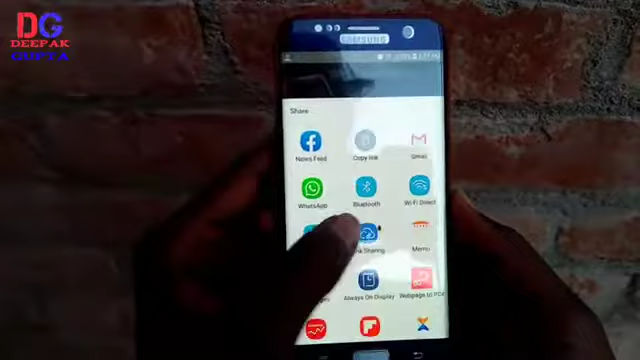 DG
DEEPAK
GUPTA
SAMSUNG
Share
News Feed
Copy link
Gmail
WhatsApp
Bluetooth
Wi-Fi Direct
Sharing
Memo
Always On Display
Webpage to